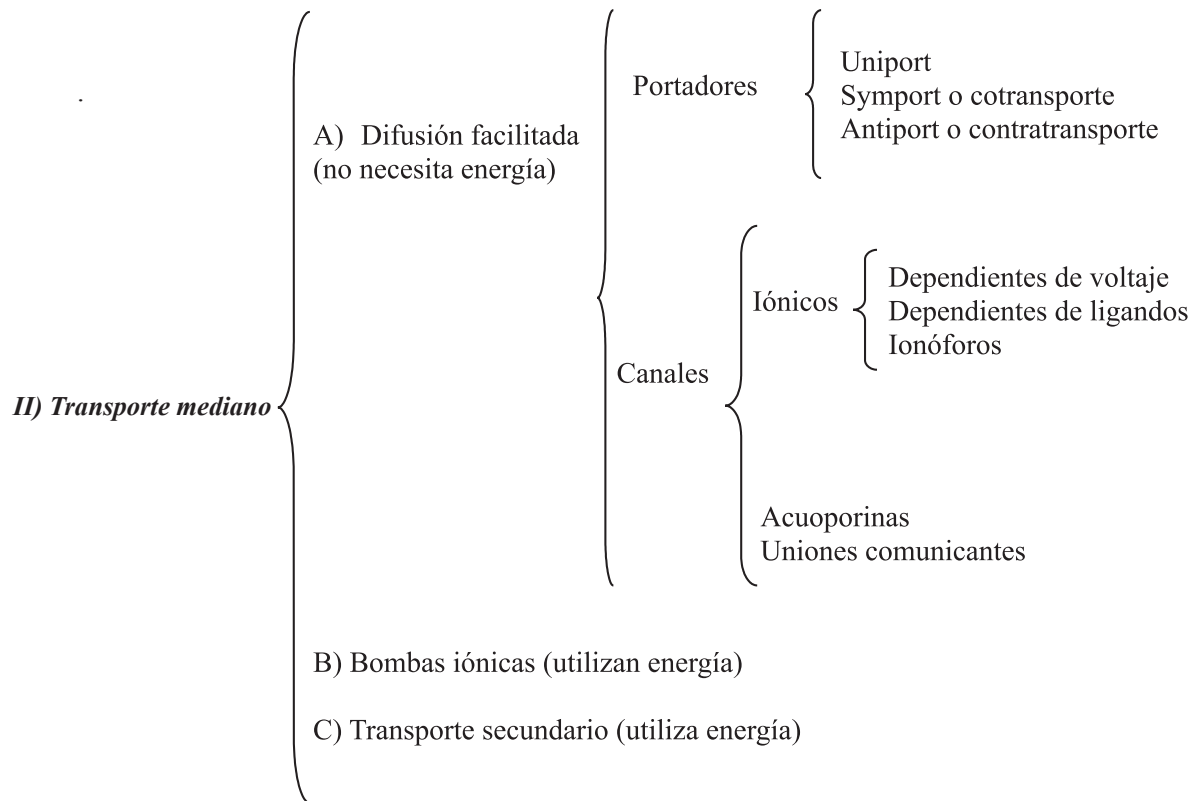 II) Transporte mediano
A) Difusión facilitada
(no necesita energía)
Portadores
Uniport
Symport o cotransporte
Antiport o contratransporte
Canales
Iónicos
Dependientes de voltaje
Dependientes de ligandos
Ionóforos
Acuoporinas
Uniones comunicantes
B) Bombas iónicas (utilizan energía)
C) Transporte secundario (utiliza energía)